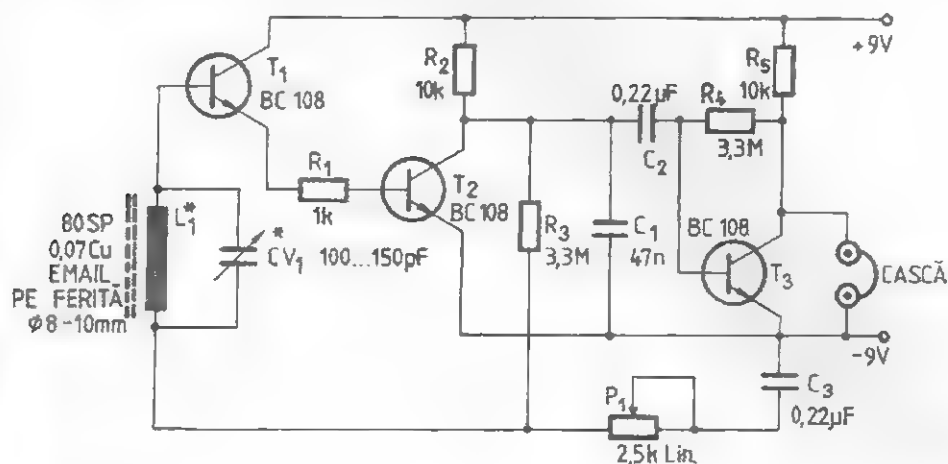 +9V
T1
BC 108
R2
10k
R5
10k
0,22µF
C2
R4
3,3M
R1
1k
T2
BC 108
80SP
0,07Cu
EMAIL
PE FERITĂ
ø8-10mm
L1*
*
CV1 100...150pF
R3
3,3M
C1
47n
BC 108
T3
CASCĂ
-9V
P1
2,5k Lin.
C3
0,22µF